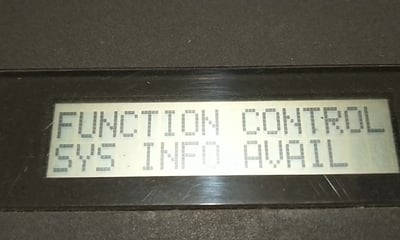 FUNCTION CONTROL
SYS INFO AVAIL